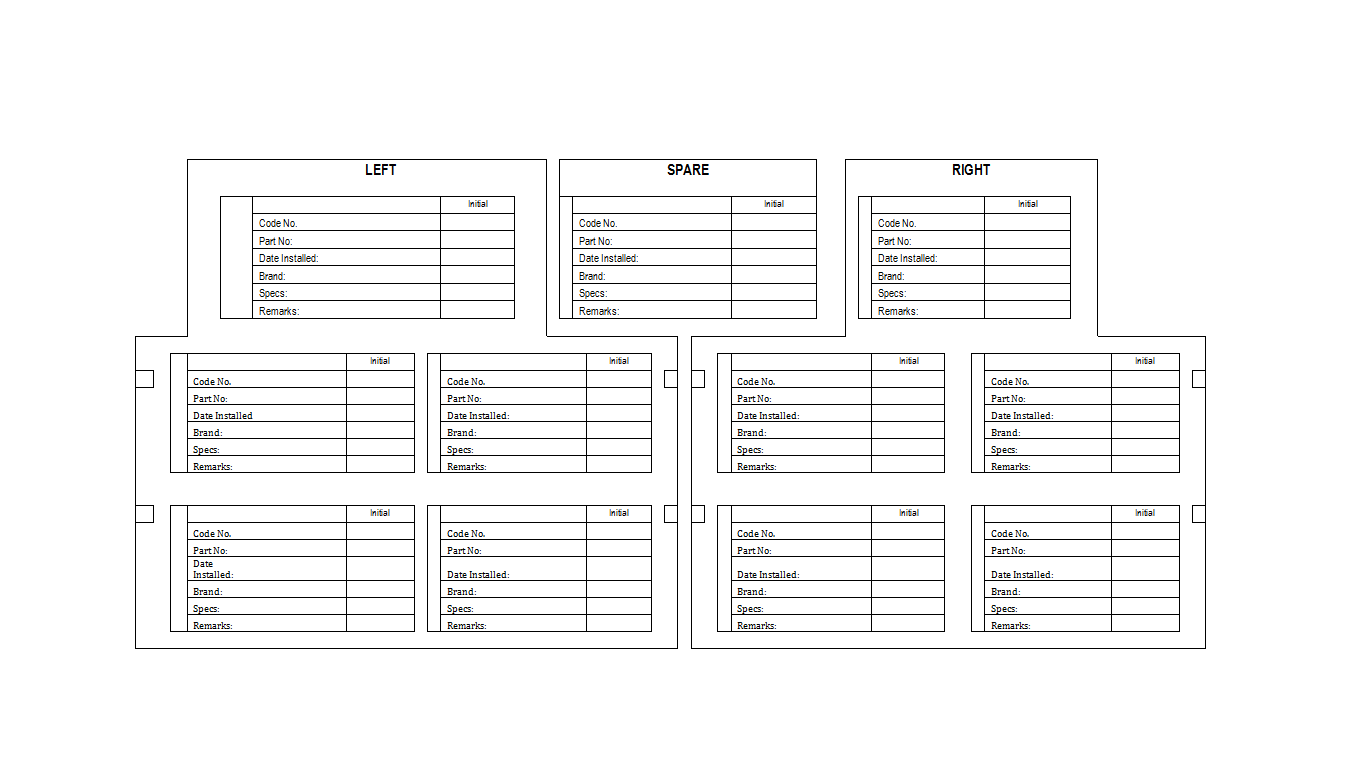 LEFT
SPARE
RIGHT
Initial
Code No.
Part No:
Date Installed:
Brand:
Specs:
Remarks:
Initial
Code No.
Part No:
Date Installed:
Brand:
Specs:
Remarks:
Initial
Code No.
Part No:
Date Installed:
Brand:
Specs:
Remarks:
Initial
Code No.
Part No:
Date Installed
Brand:
Specs:
Remarks:
Initial
Code No.
Part No:
Date Installed:
Brand:
Specs:
Remarks:
Initial
Code No.
Part No:
Date Installed:
Brand:
Specs:
Remarks:
Initial
Code No.
Part No:
Date Installed:
Brand:
Specs:
Remarks:
Initial
Code No.
Part No:
Date
Installed:
Brand:
Specs:
Remarks:
Initial
Code No.
Part No:
Date Installed:
Brand:
Specs:
Remarks:
Initial
Code No.
Part No:
Date Installed:
Brand:
Specs:
Remarks:
Initial
Code No.
Part No:
Date Installed:
Brand:
Specs:
Remarks: